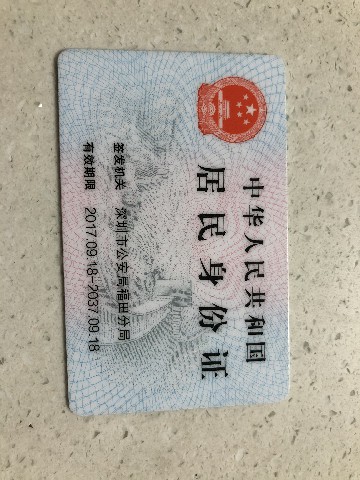 中华人民共和国
居民身份证
签发机关 深圳市公安局福田分局
有效期限 2017.09.18-2037.09.18